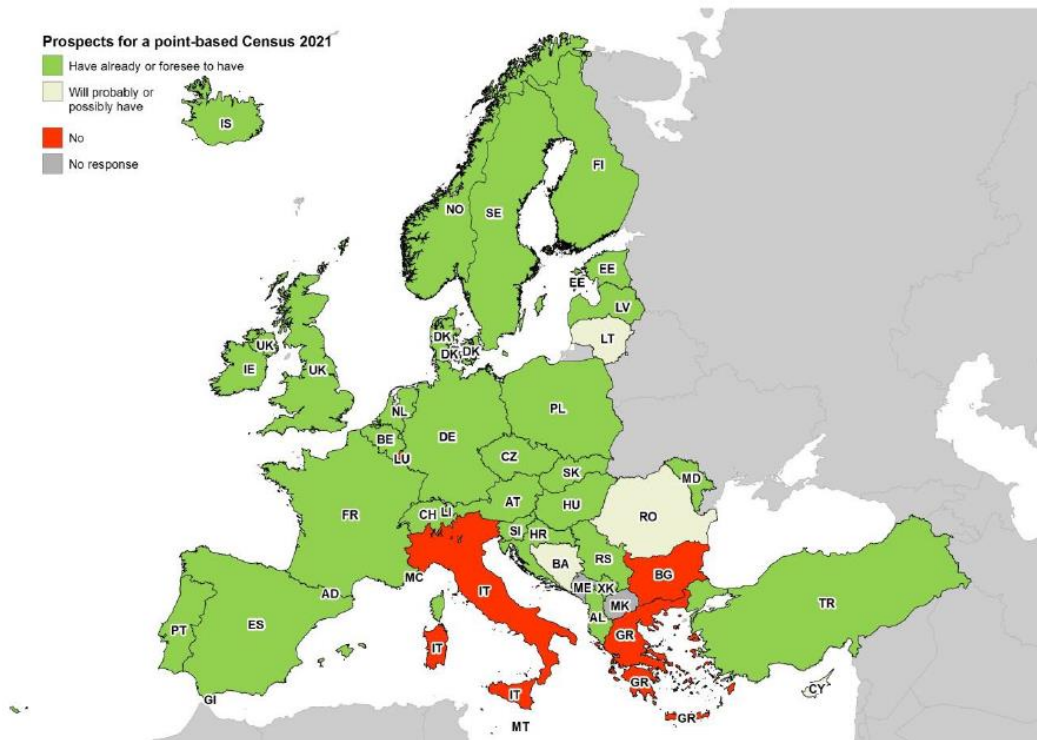 Prospects for a point-based Census 2021
Have already or foresee to have
Will probably or
possibly have
No
No response
IS
FI
NO
SE
EE
EE
LV
LT
DK
DK
DK
UK
IE
UK
NL
PL
BE
DE
LU
CZ
SK
MD
FR
AT
HU
CH
LI
RO
SI
HR
BA
RS
MC
IT
BG
ME
XK
AD
MK
TR
PT
ES
AL
IT
GR
GR
CY
IT
GI
GR
MT